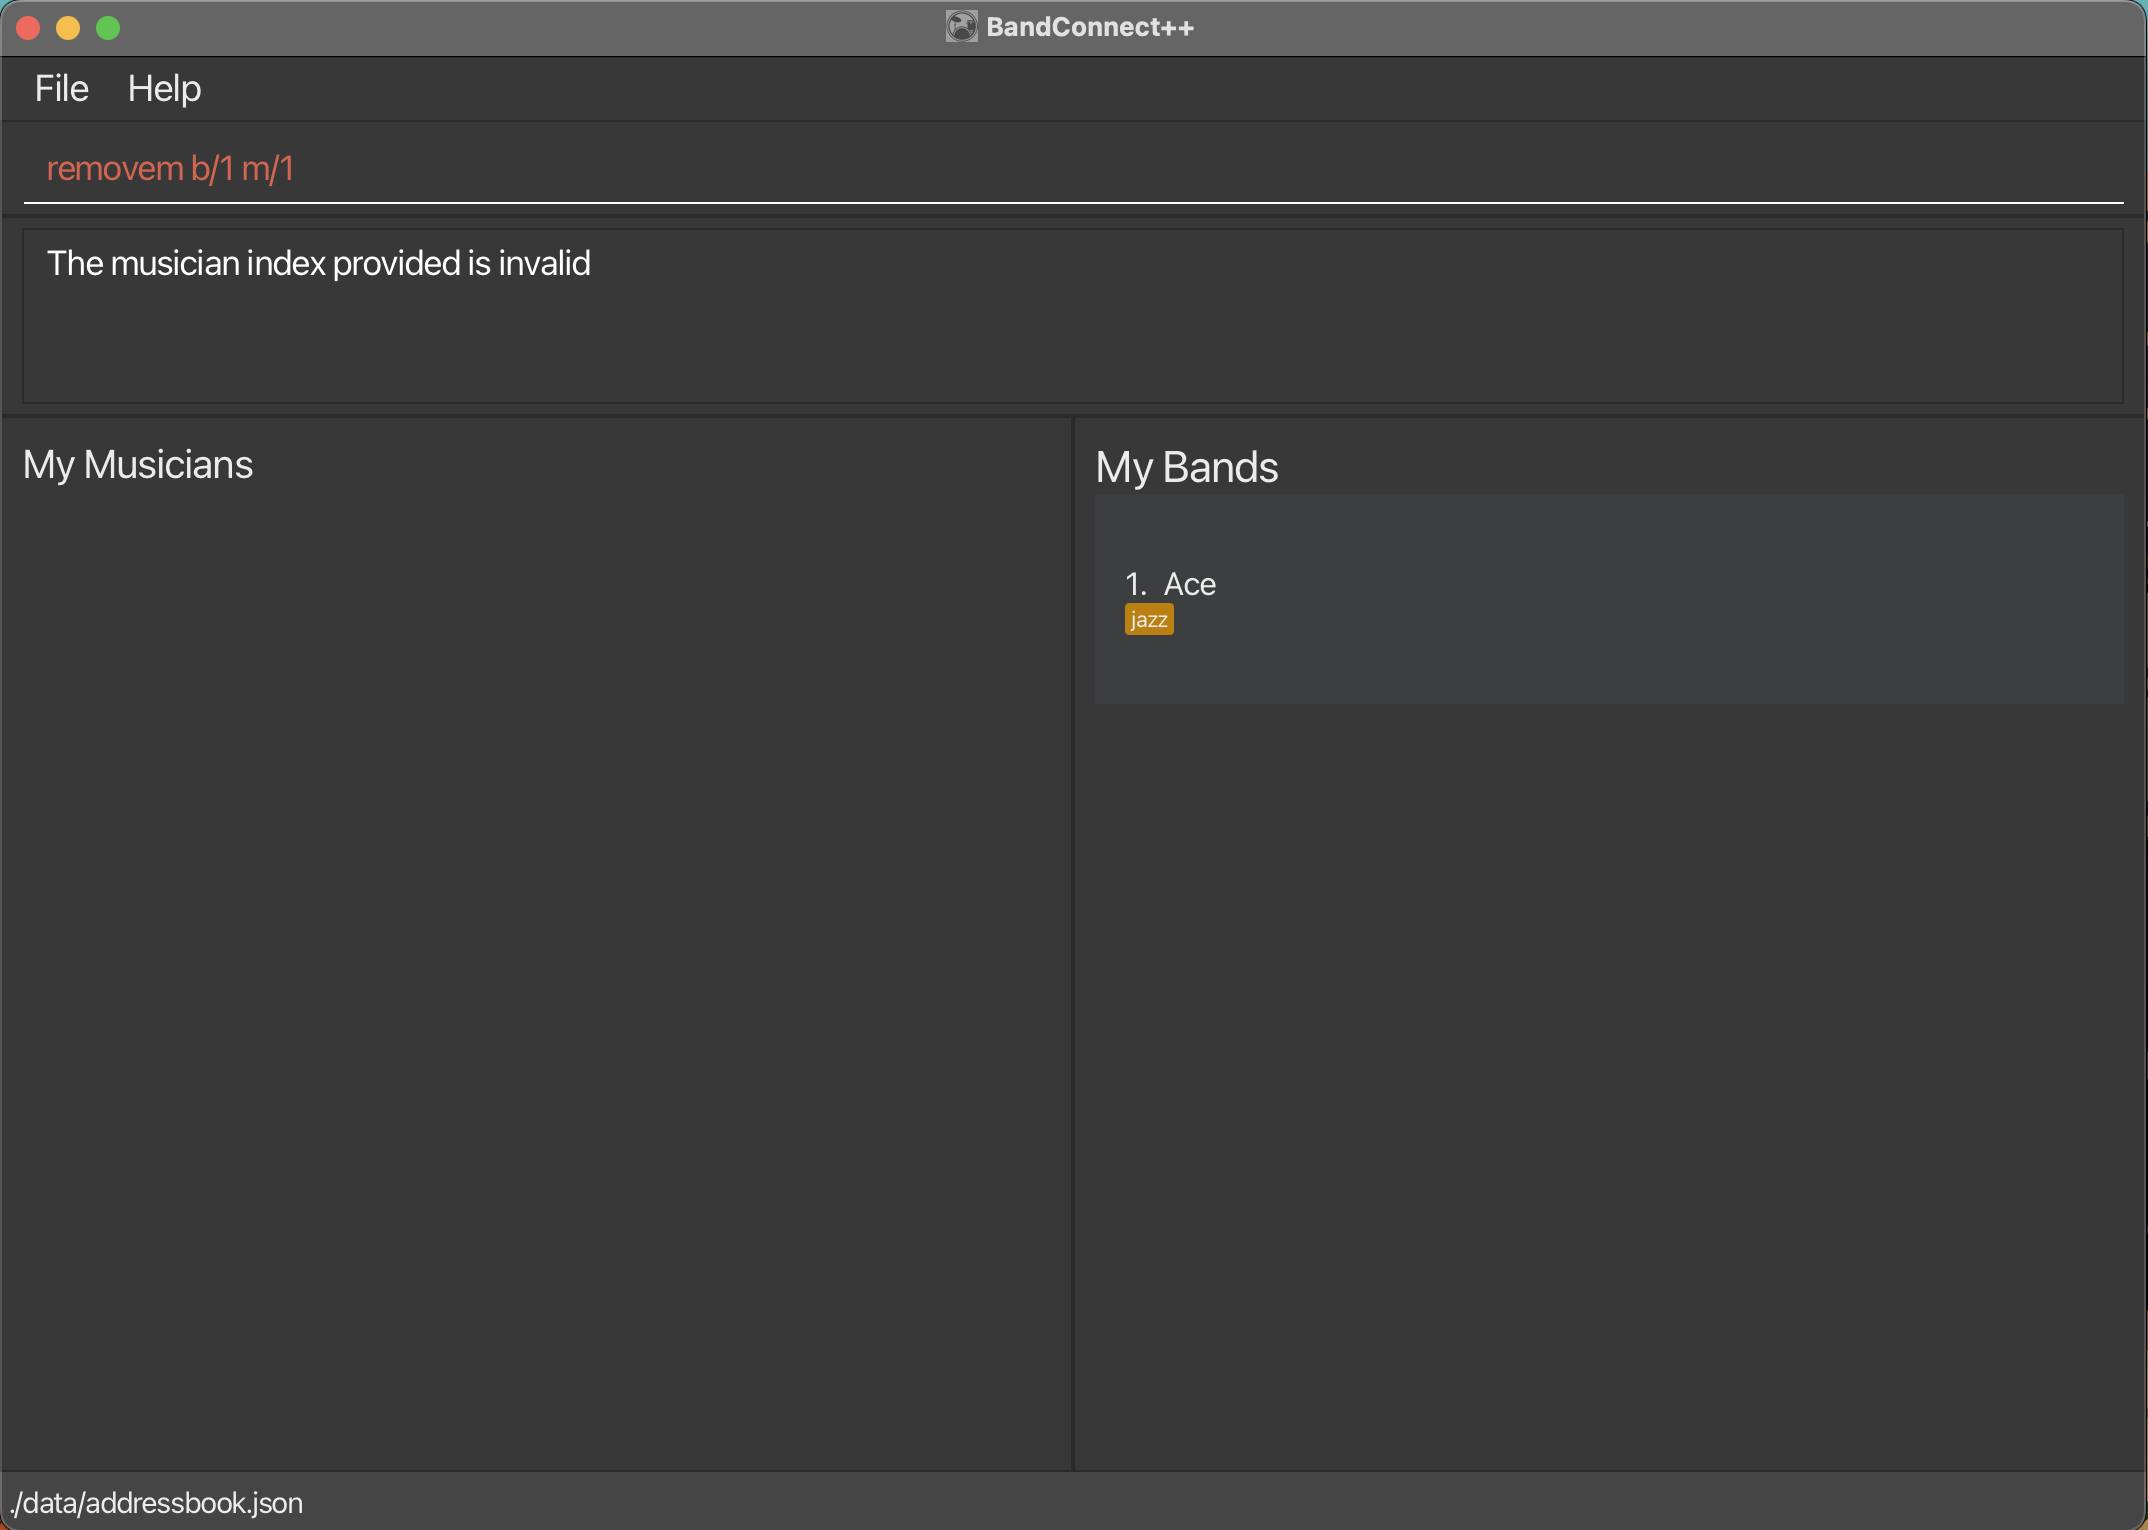 BandConnect++
File Help
removem b/1 m/1
The musician index provided is invalid
My Musicians
My Bands
1. Ace
jazz
./data/addressbook.json